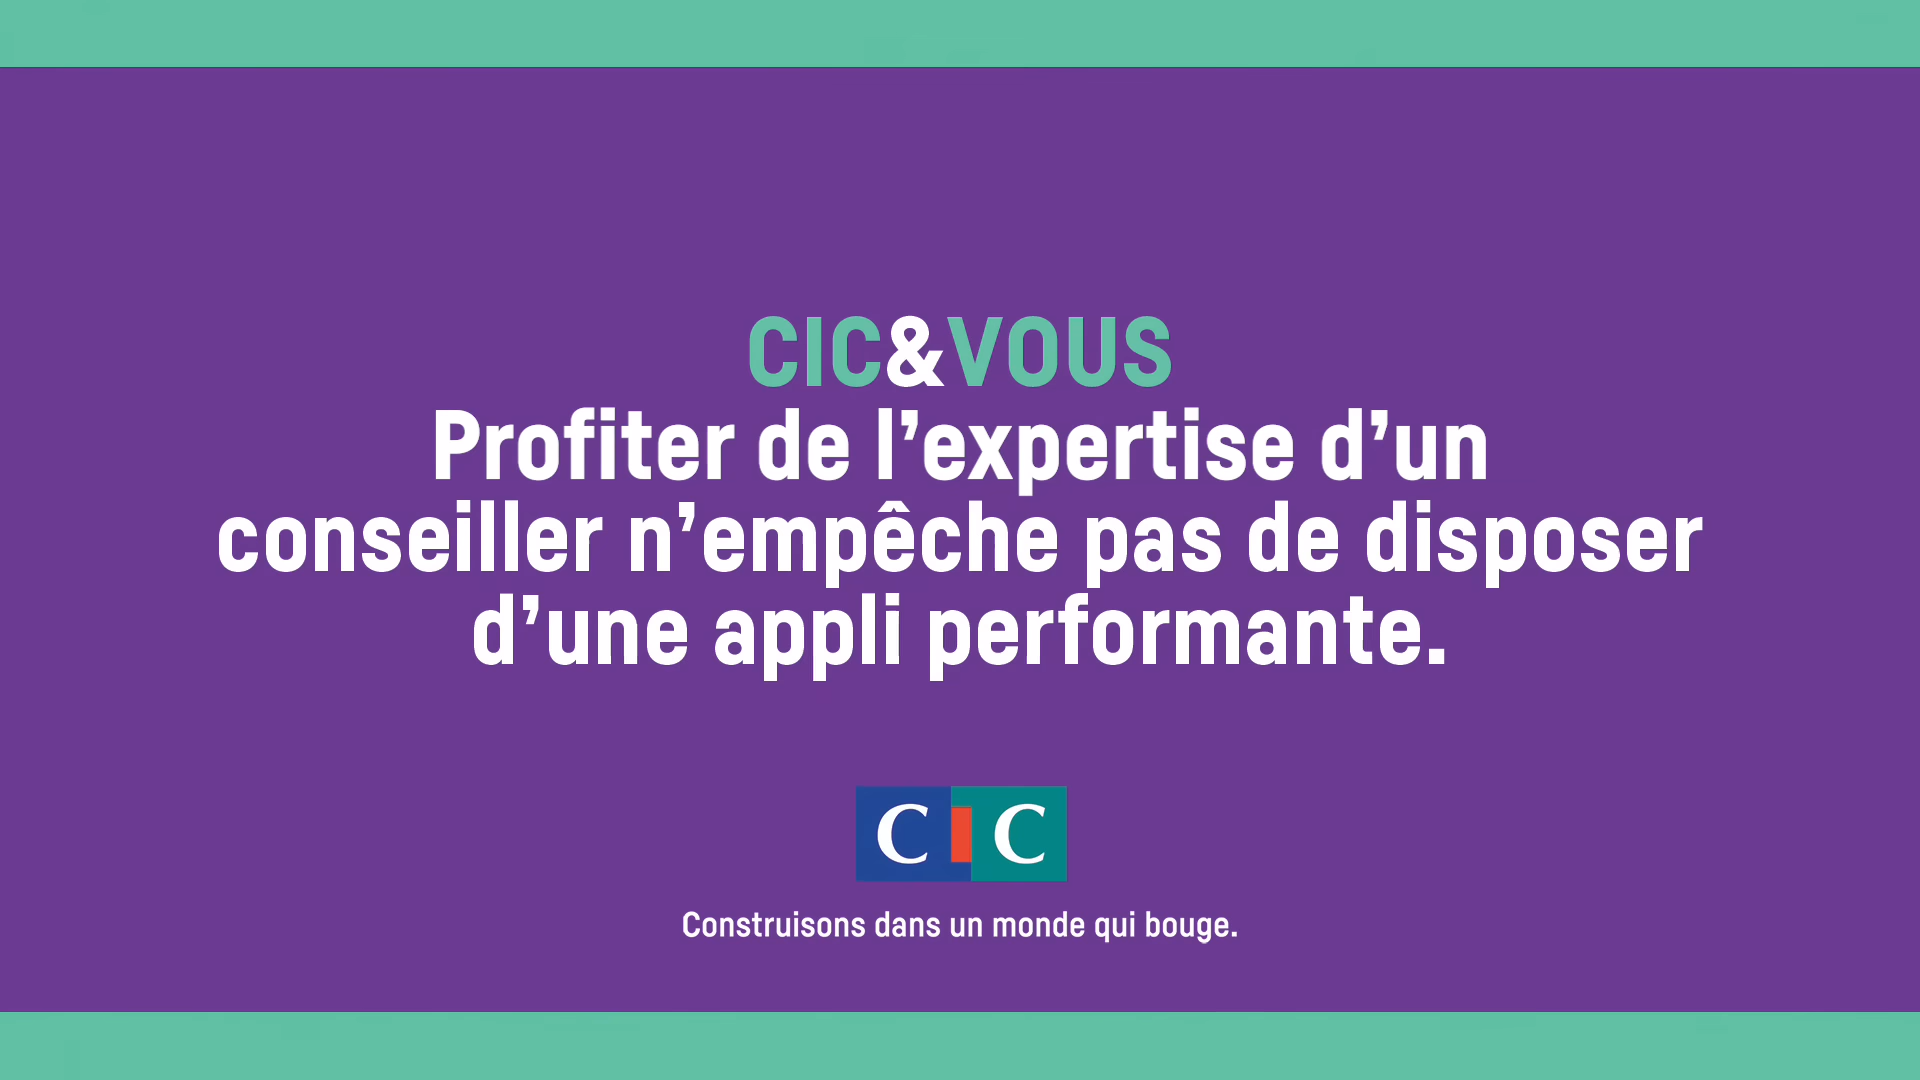 CIC&VOUS
Profiter de l’expertise d’un
conseiller n’empêche pas de disposer
d’une appli performante.
CIC
Construisons dans un monde qui bouge.